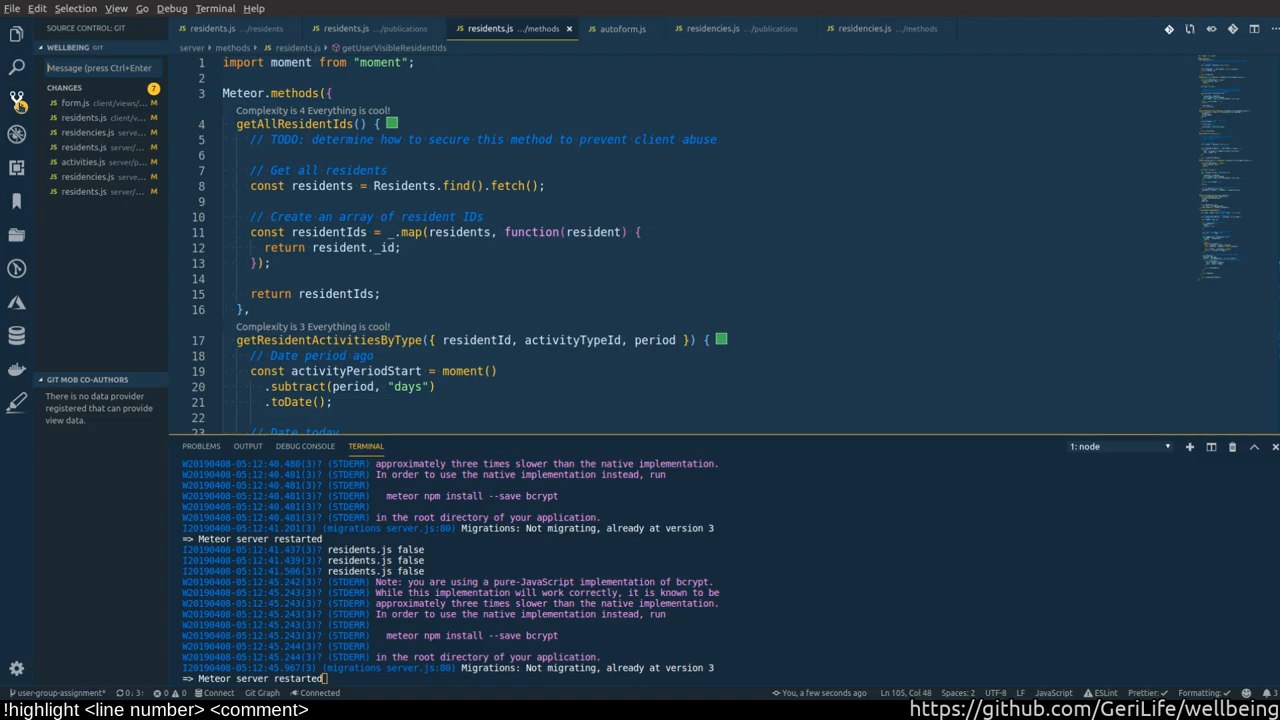 File Edit Selection View Go Debug Terminal Help
SOURCE CONTROL: GIT
WELLBEING GIT
Message (press Ctrl+Enter
CHANGES 7
form.js client/views/... M
residents.js client/v... M
residencies.js serve... M
residents.js server/... M
activities.js server/p... M
residencies.js serve... M
residents.js server/... M
GIT MOB CO-AUTHORS
There is no data provider
registered that can provide
view data.
residents.js .../residents residents.js .../publications residents.js .../methods × autoform.js residencies.js .../publications residencies.js .../methods
server › methods › residents.js › getUserVisibleResidentIds
1 import moment from "moment";
2
3 Meteor.methods({
Complexity is 4 Everything is cool!
4 getAllResidentIds() {
5 // TODO: determine how to secure this method to prevent client abuse
6
7 // Get all residents
8 const residents = Residents.find().fetch();
9
10 // Create an array of resident IDs
11 const residentIds = _.map(residents, function(resident) {
12 return resident._id;
13 });
14
15 return residentIds;
16 },
Complexity is 3 Everything is cool!
17 getResidentActivitiesByType({ residentId, activityTypeId, period }) {
18 // Date period ago
19 const activityPeriodStart = moment()
20 .subtract(period, "days")
21 .toDate();
22
23 // Date today
PROBLEMS OUTPUT DEBUG CONSOLE TERMINAL 1: node
W20190408-05:12:40.480(3)? (STDERR) approximately three times slower than the native implementation.
W20190408-05:12:40.481(3)? (STDERR) In order to use the native implementation instead, run
W20190408-05:12:40.481(3)? (STDERR)
W20190408-05:12:40.481(3)? (STDERR) meteor npm install --save bcrypt
W20190408-05:12:40.481(3)? (STDERR)
W20190408-05:12:40.481(3)? (STDERR) in the root directory of your application.
I20190408-05:12:41.201(3) (migrations server.js:80) Migrations: Not migrating, already at version 3
=> Meteor server restarted
I20190408-05:12:41.437(3)? residents.js false
I20190408-05:12:41.439(3)? residents.js false
I20190408-05:12:41.506(3)? residents.js false
W20190408-05:12:45.242(3)? (STDERR) Note: you are using a pure-JavaScript implementation of bcrypt.
W20190408-05:12:45.243(3)? (STDERR) While this implementation will work correctly, it is known to be
W20190408-05:12:45.243(3)? (STDERR) approximately three times slower than the native implementation.
W20190408-05:12:45.243(3)? (STDERR) In order to use the native implementation instead, run
W20190408-05:12:45.243(3)? (STDERR)
W20190408-05:12:45.243(3)? (STDERR) meteor npm install --save bcrypt
W20190408-05:12:45.244(3)? (STDERR)
W20190408-05:12:45.244(3)? (STDERR) in the root directory of your application.
I20190408-05:12:45.967(3) (migrations server.js:80) Migrations: Not migrating, already at version 3
=> Meteor server restarted
user-group-assignment* 0↓ 3↑ 0 0 Connect Git Graph Connected You, a few seconds ago Ln 105, Col 48 Spaces: 2 UTF-8 LF JavaScript ESLint Prettier: ✓ Formatting: ✓ 3
!highlight <line number> <comment> https://github.com/GeriLife/wellbeing